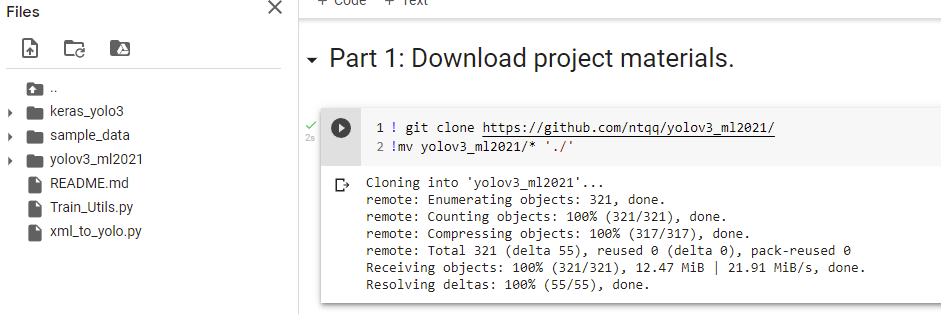 Files
+ Code + Text
..
keras_yolo3
sample_data
yolov3_ml2021
README.md
Train_Utils.py
xml_to_yolo.py
Part 1: Download project materials.
2s
1 ! git clone https://github.com/ntqq/yolov3_ml2021/
2 !mv yolov3_ml2021/* './'
Cloning into 'yolov3_ml2021'...
remote: Enumerating objects: 321, done.
remote: Counting objects: 100% (321/321), done.
remote: Compressing objects: 100% (317/317), done.
remote: Total 321 (delta 55), reused 0 (delta 0), pack-reused 0
Receiving objects: 100% (321/321), 12.47 MiB | 21.91 MiB/s, done.
Resolving deltas: 100% (55/55), done.